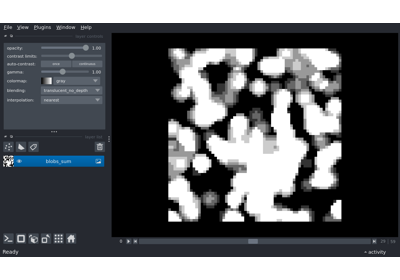 File View Plugins Window Help
opacity: 1.00
contrast limits:
auto-contrast: once continuous
gamma: 1.00
colormap: gray
blending: translucent_no_depth
interpolation: nearest
blobs_sum
Ready
activity